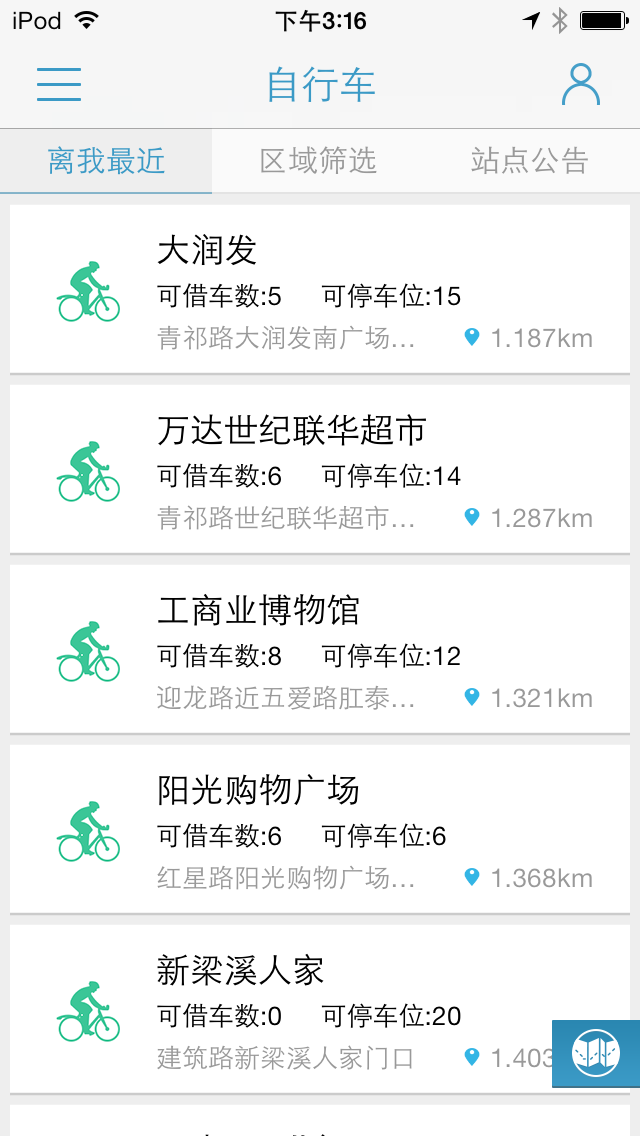 iPod 下午3:16
自行车
离我最近 区域筛选 站点公告
大润发
可借车数:5 可停车位:15
青祁路大润发南广场... 1.187km
万达世纪联华超市
可借车数:6 可停车位:14
青祁路世纪联华超市... 1.287km
工商业博物馆
可借车数:8 可停车位:12
迎龙路近五爱路肛泰... 1.321km
阳光购物广场
可借车数:6 可停车位:6
红星路阳光购物广场... 1.368km
新梁溪人家
可借车数:0 可停车位:20
建筑路新梁溪人家门口 1.403